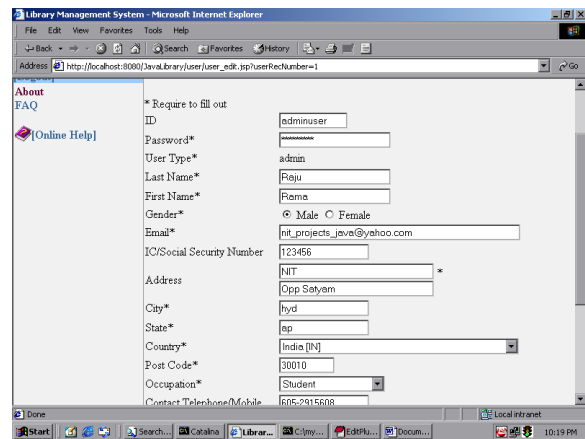 Library Management System - Microsoft Internet Explorer
File Edit View Favorites Tools Help
Back Search Favorites History
Address http://localhost:8080/JavaLibrary/user/user_edit.jsp?userRecNumber=1 Go
About
FAQ
[Online Help]
* Require to fill out
ID adminuser
Password* **********
User Type* admin
Last Name* Raju
First Name* Rama
Gender* Male Female
Email* nit_projects_java@yahoo.com
IC/Social Security Number 123456
Address NIT *
Opp Satyam
City* hyd
State* ap
Country* India [IN]
Post Code* 30010
Occupation* Student
Contact Telephone/Mobile 605-2915608
Done Local intranet
Start Search... Catalina Librar... C:\my... EditPlu... Docum... 10:19 PM